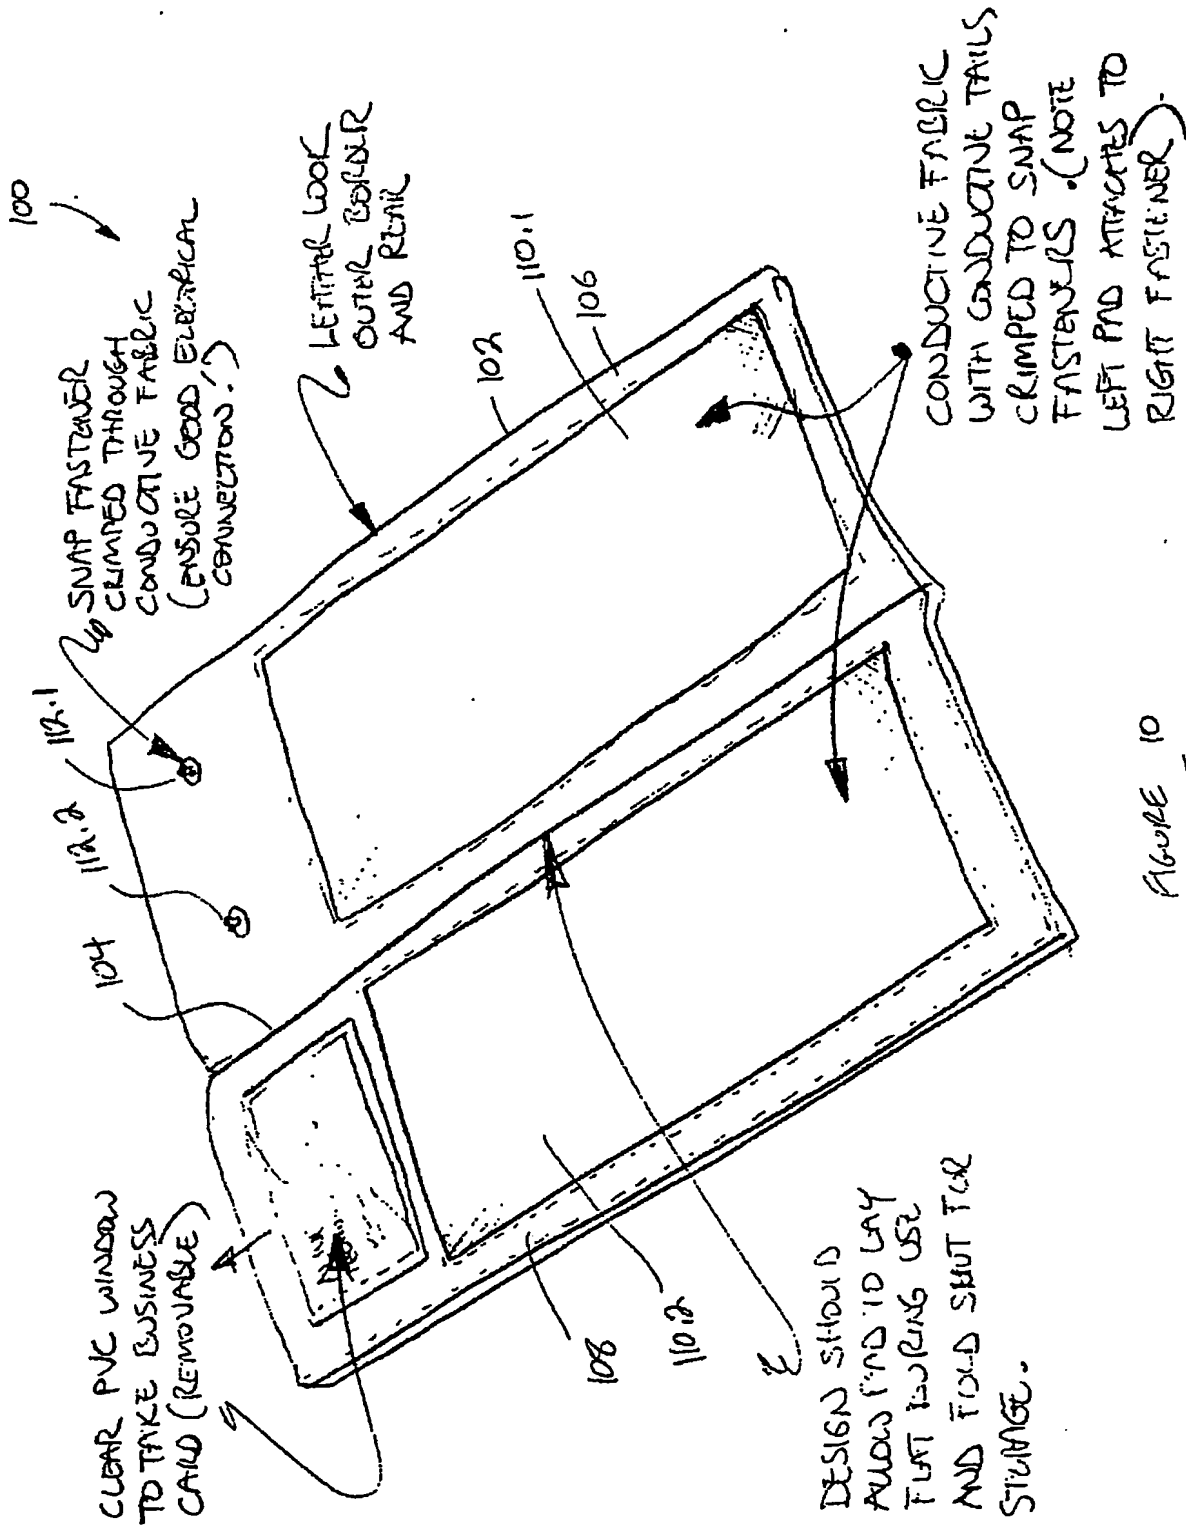 100
SNAP FASTENER
CRIMPED THROUGH
CONDUCTIVE FABRIC
(ENSURE GOOD ELECTRICAL
CONNECTION!)
LEATHER LOOK
OUTER BORDER
AND REAR
112.1
112.2
104
102
110.1
106
CLEAR PVC WINDOW
TO TAKE BUSINESS
CARD (REMOVABLE)
108
110.2
DESIGN SHOULD
ALLOW PAD TO LAY
FLAT DURING USE
AND FOLD SHUT FOR
STORAGE.
CONDUCTIVE FABRIC
WITH CONDUCTIVE TAILS
CRIMPED TO SNAP
FASTENERS. (NOTE
LEFT PAD ATTACHES TO
RIGHT FASTENER).
FIGURE 10